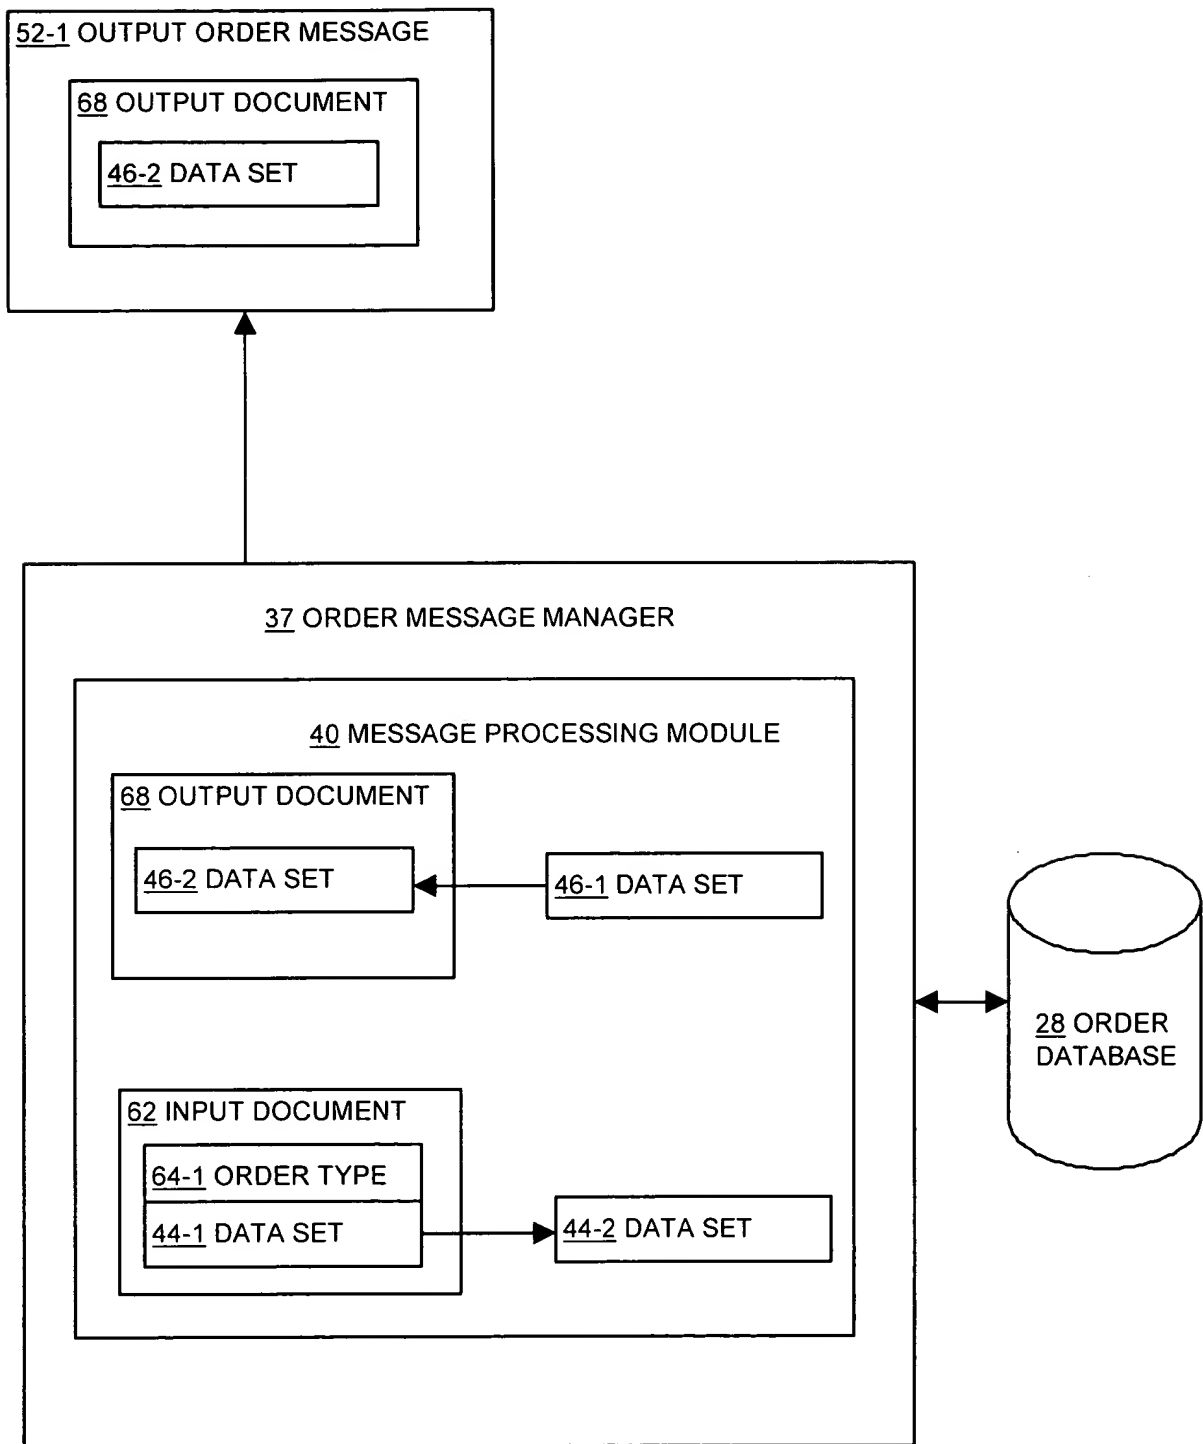 52-1 OUTPUT ORDER MESSAGE
68 OUTPUT DOCUMENT
46-2 DATA SET
37 ORDER MESSAGE MANAGER
40 MESSAGE PROCESSING MODULE
68 OUTPUT DOCUMENT
46-2 DATA SET
46-1 DATA SET
28 ORDER
DATABASE
62 INPUT DOCUMENT
64-1 ORDER TYPE
44-1 DATA SET
44-2 DATA SET